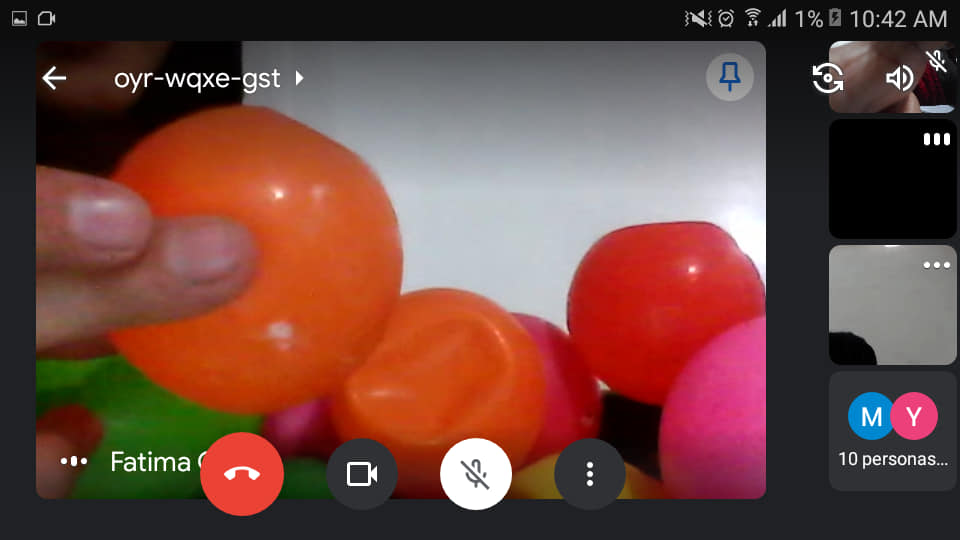 1% 10:42 AM
oyr-wqxe-gst
Fatima
M Y
10 personas...